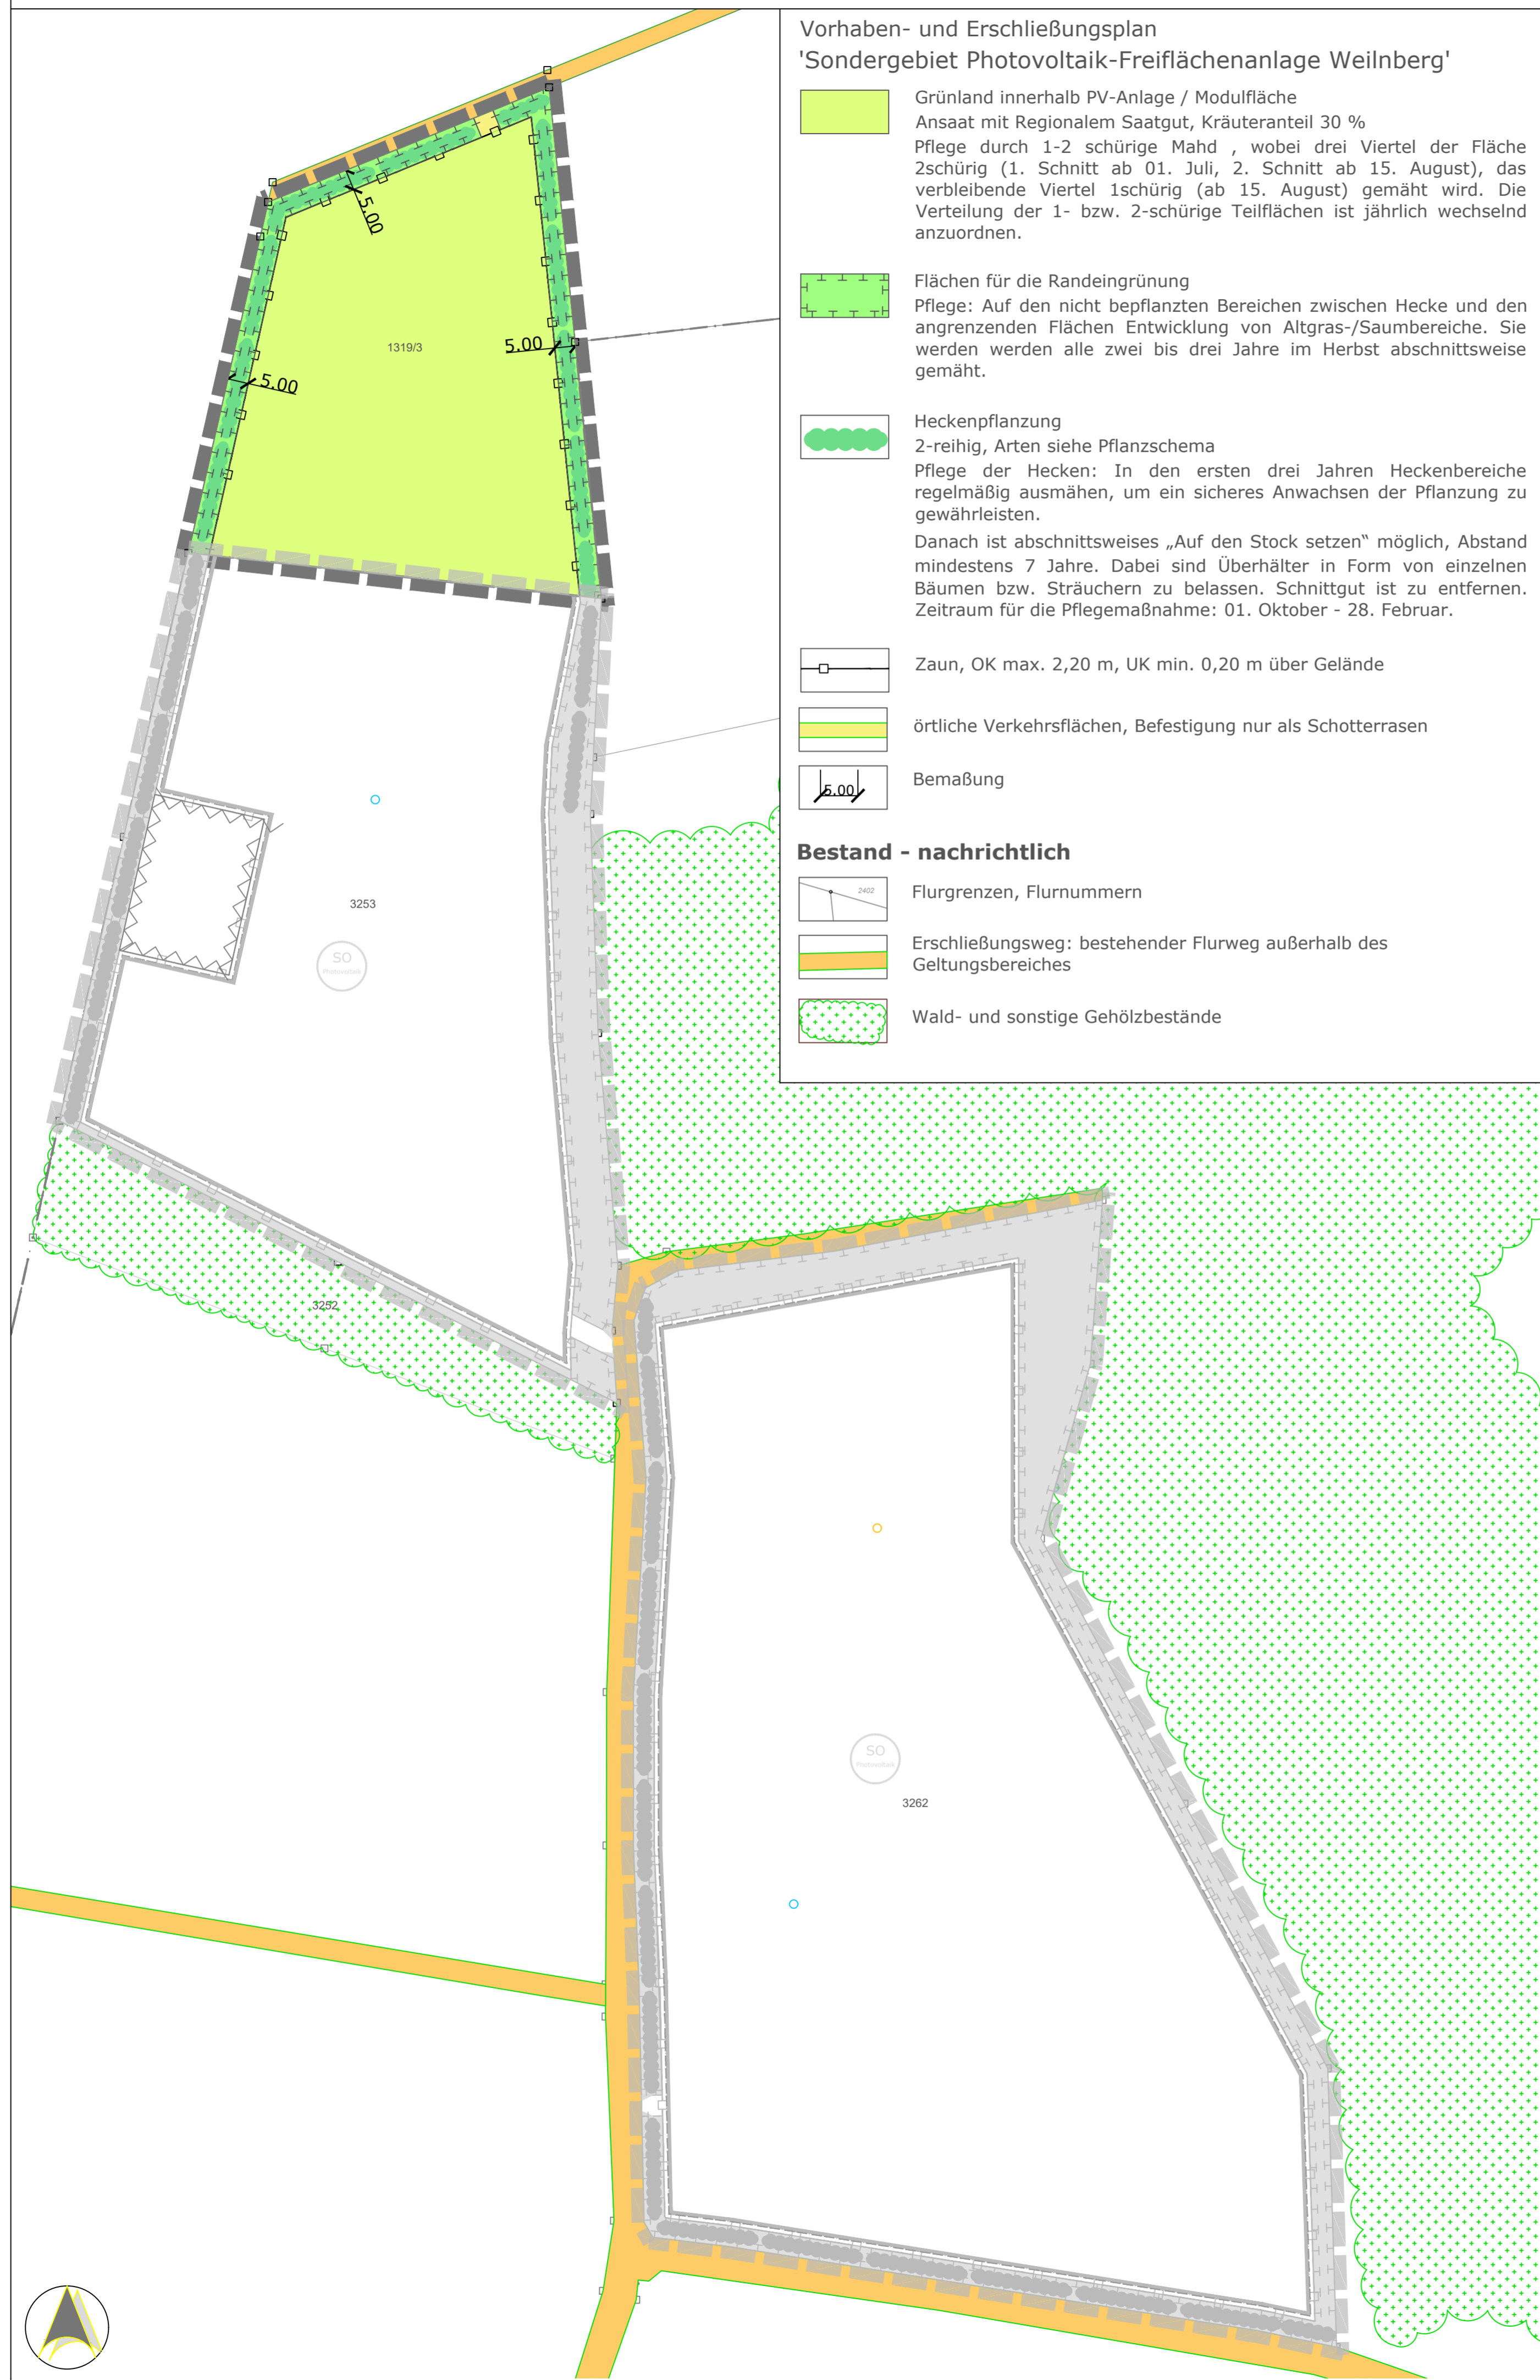 Vorhaben- und Erschließungsplan
'Sondergebiet Photovoltaik-Freiflächenanlage Weilnberg'
Grünland innerhalb PV-Anlage / Modulfläche
Ansaat mit Regionalem Saatgut, Kräuteranteil 30 %
Pflege durch 1-2 schürige Mahd , wobei drei Viertel der Fläche
2schürig (1. Schnitt ab 01. Juli, 2. Schnitt ab 15. August), das
verbleibende Viertel 1schürig (ab 15. August) gemäht wird. Die
Verteilung der 1- bzw. 2-schürige Teilflächen ist jährlich wechselnd
anzuordnen.
Flächen für die Randeingrünung
Pflege: Auf den nicht bepflanzten Bereichen zwischen Hecke und den
angrenzenden Flächen Entwicklung von Altgras-/Saumbereiche. Sie
werden werden alle zwei bis drei Jahre im Herbst abschnittsweise
gemäht.
Heckenpflanzung
2-reihig, Arten siehe Pflanzschema
Pflege der Hecken: In den ersten drei Jahren Heckenbereiche
regelmäßig ausmähen, um ein sicheres Anwachsen der Pflanzung zu
gewährleisten.
Danach ist abschnittsweises „Auf den Stock setzen" möglich, Abstand
mindestens 7 Jahre. Dabei sind Überhälter in Form von einzelnen
Bäumen bzw. Sträuchern zu belassen. Schnittgut ist zu entfernen.
Zeitraum für die Pflegemaßnahme: 01. Oktober - 28. Februar.
Zaun, OK max. 2,20 m, UK min. 0,20 m über Gelände
örtliche Verkehrsflächen, Befestigung nur als Schotterrasen
5.00
Bemaßung
Bestand - nachrichtlich
2402
Flurgrenzen, Flurnummern
Erschließungsweg: bestehender Flurweg außerhalb des
Geltungsbereiches
Wald- und sonstige Gehölzbestände
5.00
1319/3
5.00
5.00
3253
SO
Photovoltaik
3252
SO
Photovoltaik
3262